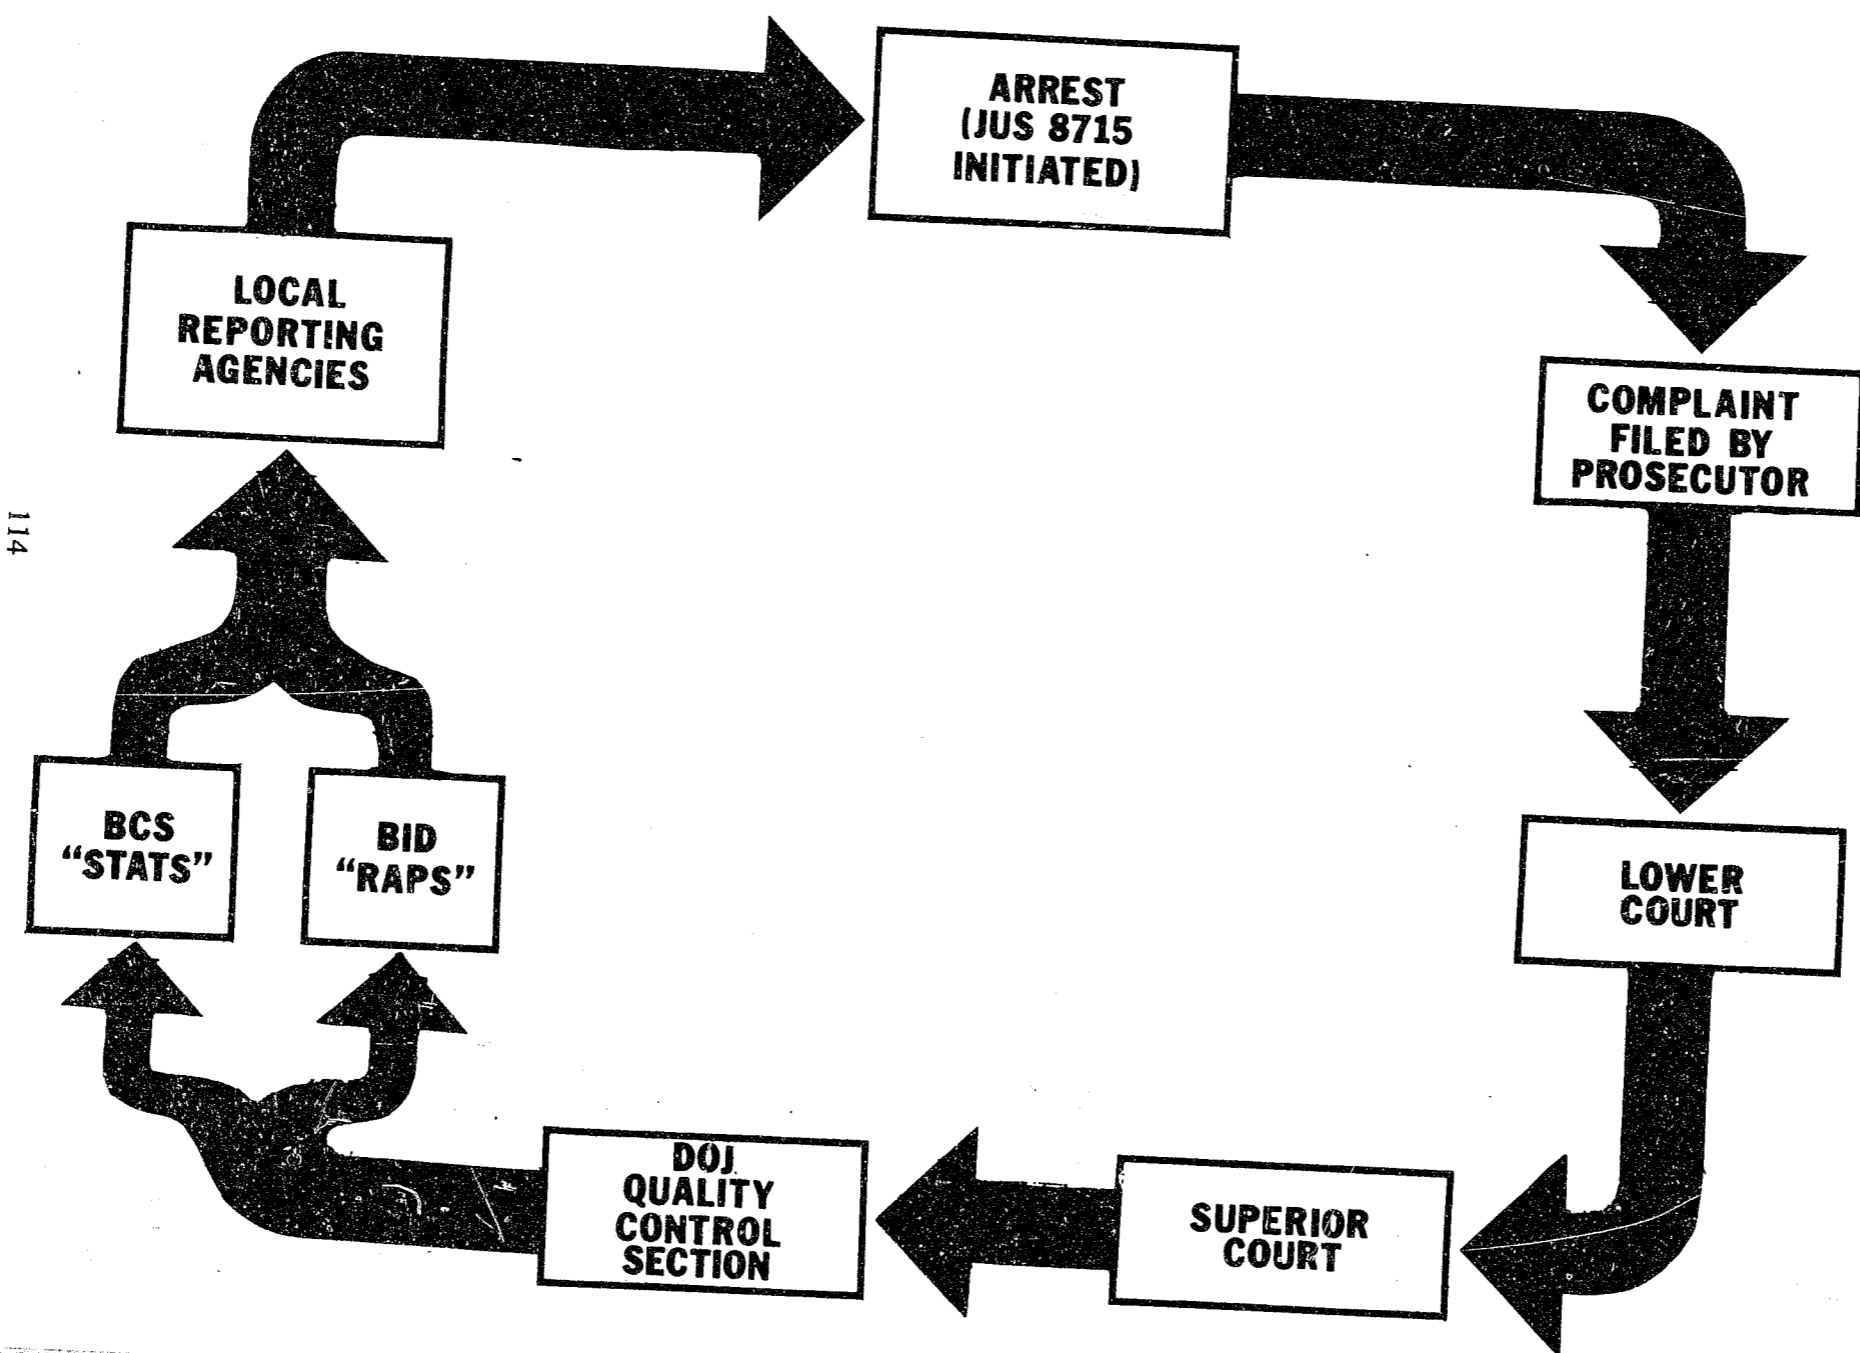 ARREST
(JUS 8715
INITIATED)
LOCAL
REPORTING
AGENCIES
COMPLAINT
FILED BY
PROSECUTOR
114
BCS
“STATS”
BID
“RAPS”
LOWER
COURT
DOJ
QUALITY
CONTROL
SECTION
SUPERIOR
COURT